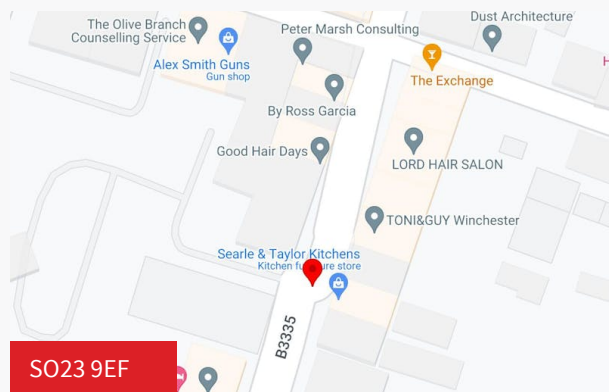 The Olive Branch
Counselling Service
Peter Marsh Consulting
Dust Architecture
Alex Smith Guns
Gun shop
The Exchange
H
By Ross Garcia
Good Hair Days
LORD HAIR SALON
TONI&GUY Winchester
Searle & Taylor Kitchens
Kitchen furniture store
B3335
SO23 9EF